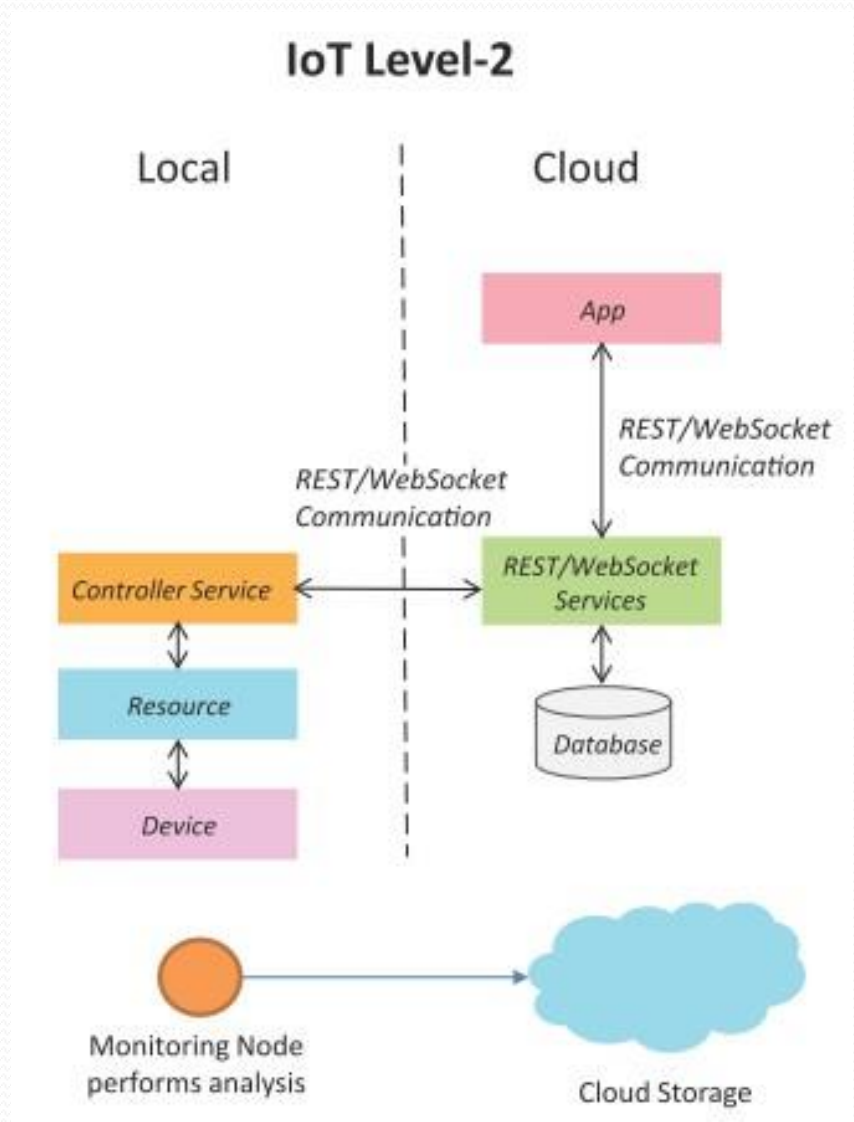 IoT Level-2
Local
Cloud
App
REST/WebSocket
Communication
REST/WebSocket
Communication
Controller Service
REST/WebSocket
Services
Resource
Database
Device
Monitoring Node
performs analysis
Cloud Storage